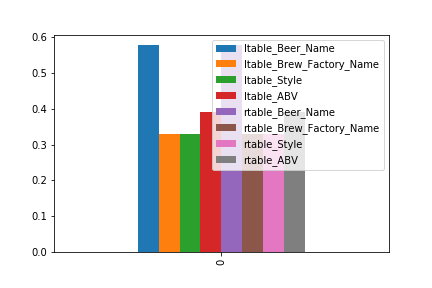 0.6
0.5
0.4
0.3
0.2
0.1
0.0
0
ltable_Beer_Name
ltable_Brew_Factory_Name
ltable_Style
ltable_ABV
rtable_Beer_Name
rtable_Brew_Factory_Name
rtable_Style
rtable_ABV